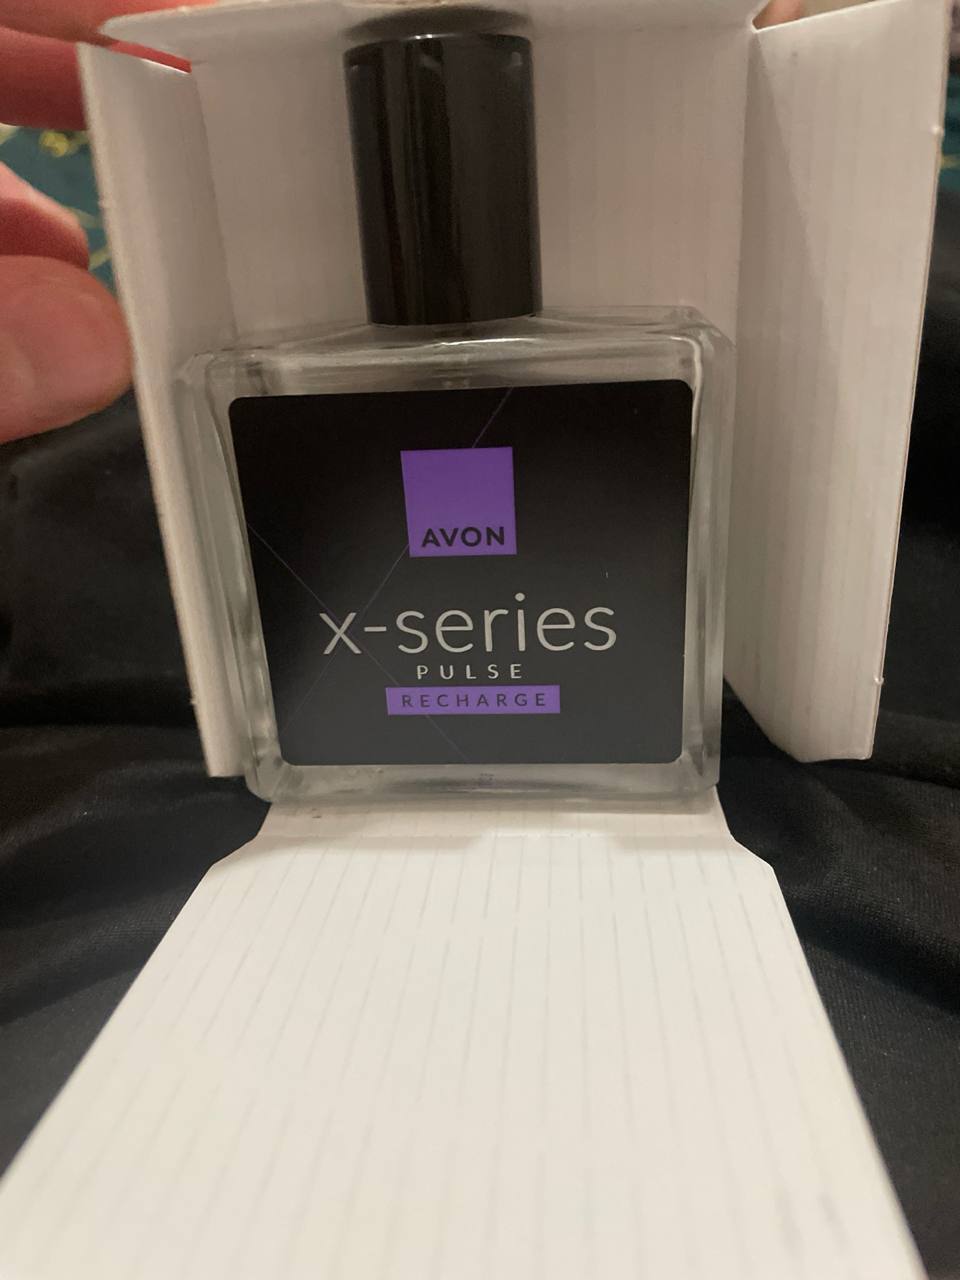 AVON
x-series
PULSE
RECHARGE